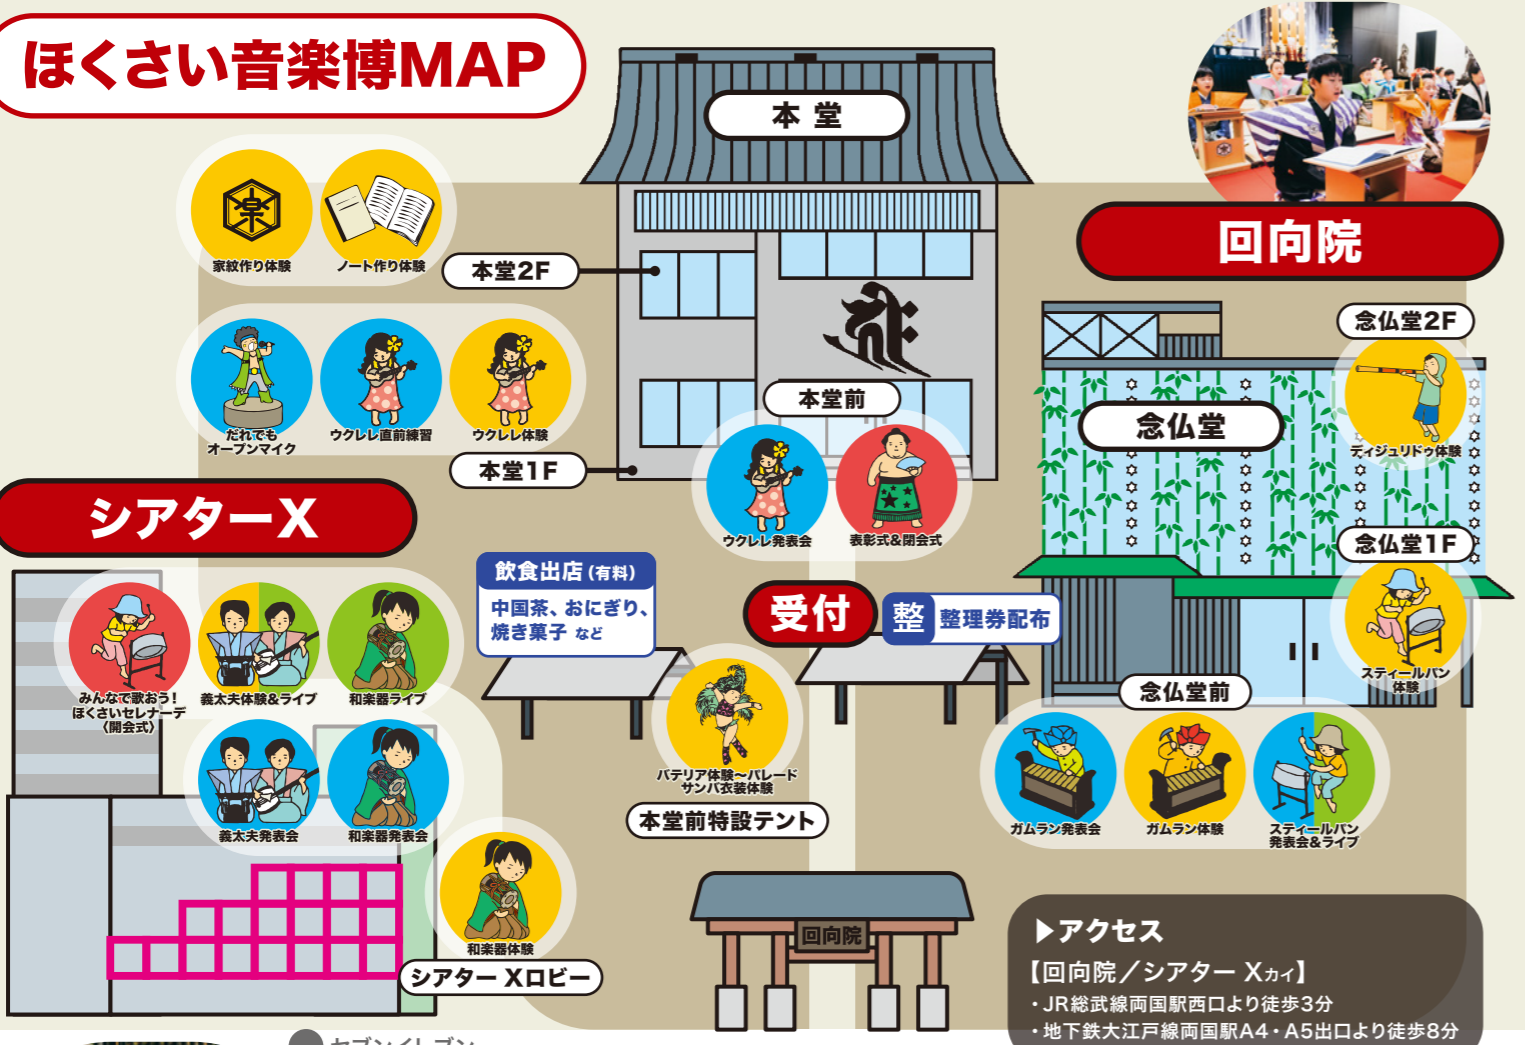 ほくさい音楽博MAP
本堂
回向院
楽
家紋作り体験
ノート作り体験
本堂2F
念仏堂2F
ディジュリドゥ体験
だれでも
オープンマイク
ウクレレ直前練習
ウクレレ体験
本堂1F
本堂前
ウクレレ発表会
表彰式&閉会式
念仏堂
念仏堂1F
スティールパン
体験
シアターX
みんなで歌おう!
ほくさいセレナーデ
〈開会式〉
義太夫体験&ライブ
和楽器ライブ
義太夫発表会
和楽器発表会
和楽器体験
シアター Xロビー
飲食出店(有料)
中国茶、おにぎり、
焼き菓子 など
受付
整 整理券配布
バテリア体験〜パレード
サンバ衣装体験
本堂前特設テント
念仏堂前
ガムラン発表会
ガムラン体験
スティールパン
発表会&ライブ
回向院
▶アクセス
【回向院/シアター Xカイ】
・JR総武線両国駅西口より徒歩3分
・地下鉄大江戸線両国駅A4・A5出口より徒歩8分
セブンイレブン